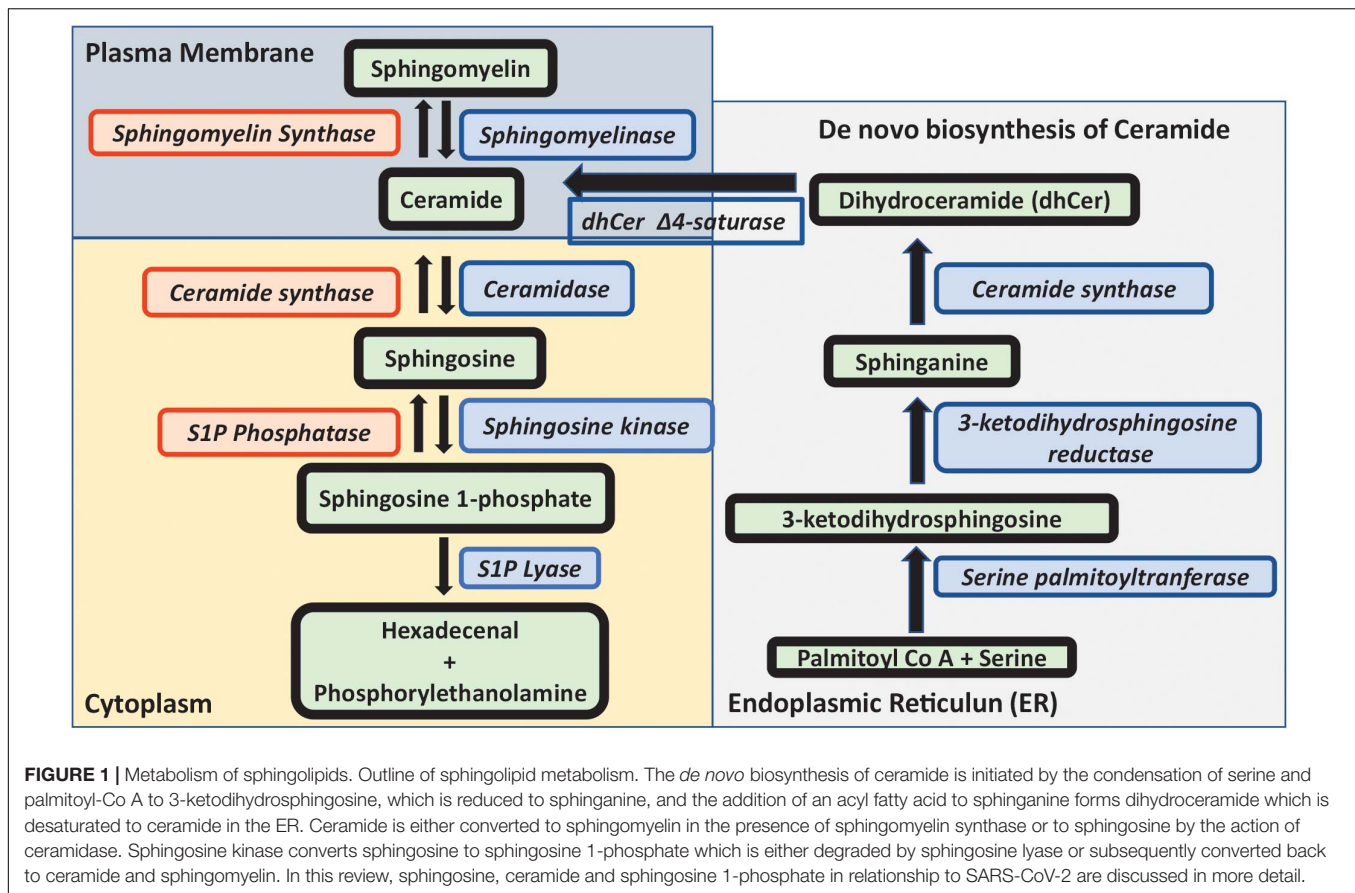 Plasma Membrane
Sphingomyelin
Sphingomyelin Synthase
Sphingomyelinase
Ceramide
Ceramide synthase
Ceramidase
Sphingosine
S1P Phosphatase
Sphingosine kinase
Sphingosine 1-phosphate
S1P Lyase
Hexadecenal
+
Phosphorylethanolamine
Cytoplasm
De novo biosynthesis of Ceramide
Dihydroceramide (dhCer)
dhCer Δ4-saturase
Ceramide synthase
Sphinganine
3-ketodihydrosphingosine
reductase
3-ketodihydrosphingosine
Serine palmitoyltranferase
Palmitoyl Co A + Serine
Endoplasmic Reticulun (ER)
FIGURE 1 | Metabolism of sphingolipids. Outline of sphingolipid metabolism. The de novo biosynthesis of ceramide is initiated by the condensation of serine and
palmitoyl-Co A to 3-ketodihydrosphingosine, which is reduced to sphinganine, and the addition of an acyl fatty acid to sphinganine forms dihydroceramide which is
desaturated to ceramide in the ER. Ceramide is either converted to sphingomyelin in the presence of sphingomyelin synthase or to sphingosine by the action of
ceramidase. Sphingosine kinase converts sphingosine to sphingosine 1-phosphate which is either degraded by sphingosine lyase or subsequently converted back
to ceramide and sphingomyelin. In this review, sphingosine, ceramide and sphingosine 1-phosphate in relationship to SARS-CoV-2 are discussed in more detail.